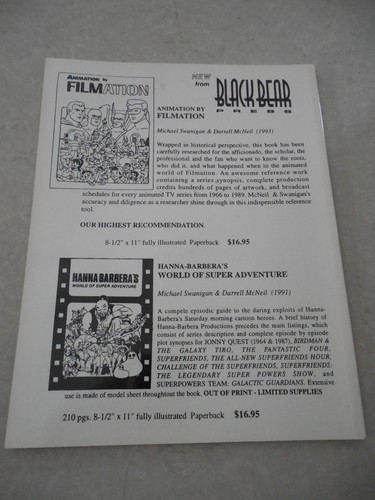 ANIMATION by
FILMATION
NEW
from
BLACK BEAR
PRESS
ANIMATION BY
FILMATION
Michael Swanigan & Darrell McNeil (1993)
Wrapped in historical perspective, this book has been
carefully researched for the afficionado, the scholar, the
professional and the fan who want to know the roots,
who did it, and what happened when in the animated
world of Filmation. An awesome reference work
containing a series synopsis, complete production
credits hundreds of pages of artwork, and broadcast
schedules for every animated TV series from 1966 to 1989. McNeil & Swanigan's
accuracy and diligence as a researcher shine through in this indispensible reference
tool.
OUR HIGHEST RECOMMENDATION
8-1/2" x 11" fully illustrated Paperback $16.95
HANNA-BARBERA'S
WORLD OF SUPER ADVENTURE
HANNA-BARBERA'S
WORLD OF SUPER ADVENTURE
Michael Swanigan & Darrell McNeil (1991)
A compele episodic guide to the daring exploits of Hanna-
Barbera's Saturday morning cartoon heroes. A brief history of
Hanna-Barbera Productions precedes the main listings, which
consist of series description and complete episode by episode
plot synopses for JONNY QUEST (1964 & 1987), BIRDMAN &
THE GALAXY TIRO, THE FANTASTIC FOUR,
SUPERFRIENDS, THE ALL-NEW SUPERFRIENDS HOUR,
CHALLENGE OF THE SUPERFRIENDS, SUPERFRIENDS:
THE LEGENDARY SUPER POWERS SHOW, and
SUPERPOWERS TEAM: GALACTIC GUARDIANS. Extensive
use is made of model sheet throughtout the book. OUT OF PRINT - LIMITED SUPPLIES
210 pgs. 8-1/2" x 11" fully illustrated Paperback $16.95